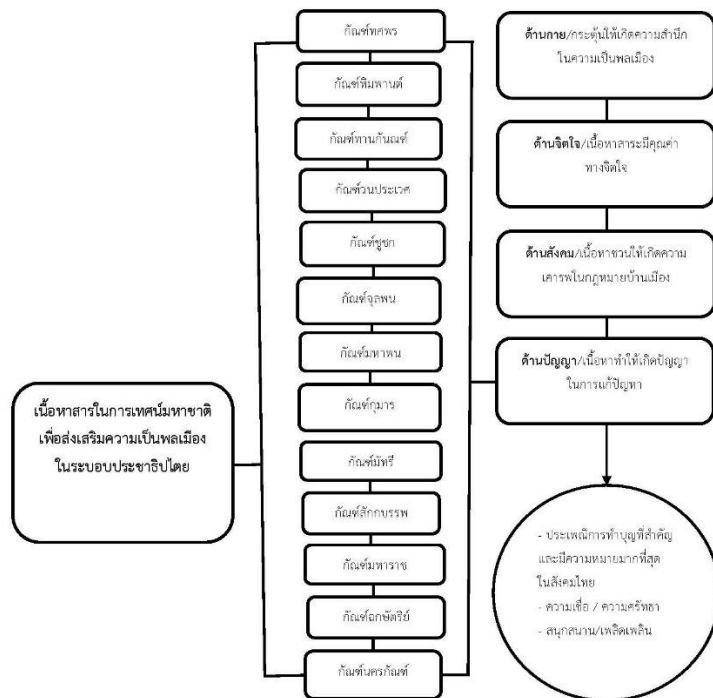 เนื้อหาสารในการเทศน์มหาชาติ
เพื่อส่งเสริมความเป็นพลเมือง
ในระบอบประชาธิปไตย
กัณฑ์ทศพร
กัณฑ์หิมพานต์
กัณฑ์ทานกัณฑ์
กัณฑ์วนประเวศ
กัณฑ์ชูชก
กัณฑ์จุลพน
กัณฑ์มหาพน
กัณฑ์กุมาร
กัณฑ์มัทรี
กัณฑ์สักกบรรพ
กัณฑ์มหาราช
กัณฑ์ฉกษัตริย์
กัณฑ์นครกัณฑ์
ด้านกาย/กระตุ้นให้เกิดความสำนึก
ในความเป็นพลเมือง
ด้านจิตใจ/เนื้อหาสาระมีคุณค่า
ทางจิตใจ
ด้านสังคม/เนื้อหาชวนให้เกิดความ
เคารพในกฎหมายบ้านเมือง
ด้านปัญญา/เนื้อหาทำให้เกิดปัญญา
ในการแก้ปัญหา
- ประเพณีการทำบุญที่สำคัญ
และมีความหมายมากที่สุด
ในสังคมไทย
- ความเชื่อ / ความศรัทธา
- สนุกสนาน/เพลิดเพลิน